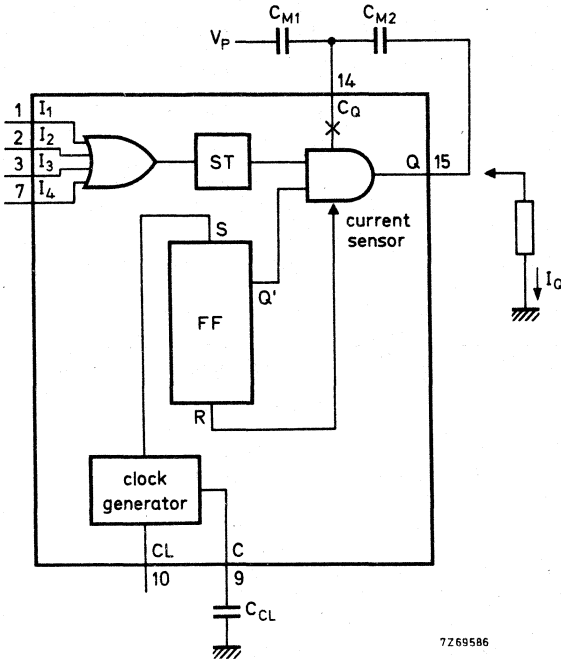 C_M1 C_M2
V_P
14
C_Q
1 I_1
2 I_2
3 I_3
7 I_4
ST
Q 15
current
sensor
S
Q'
FF
R
I_Q
clock
generator
CL C
10 9
C_CL
7Z69586